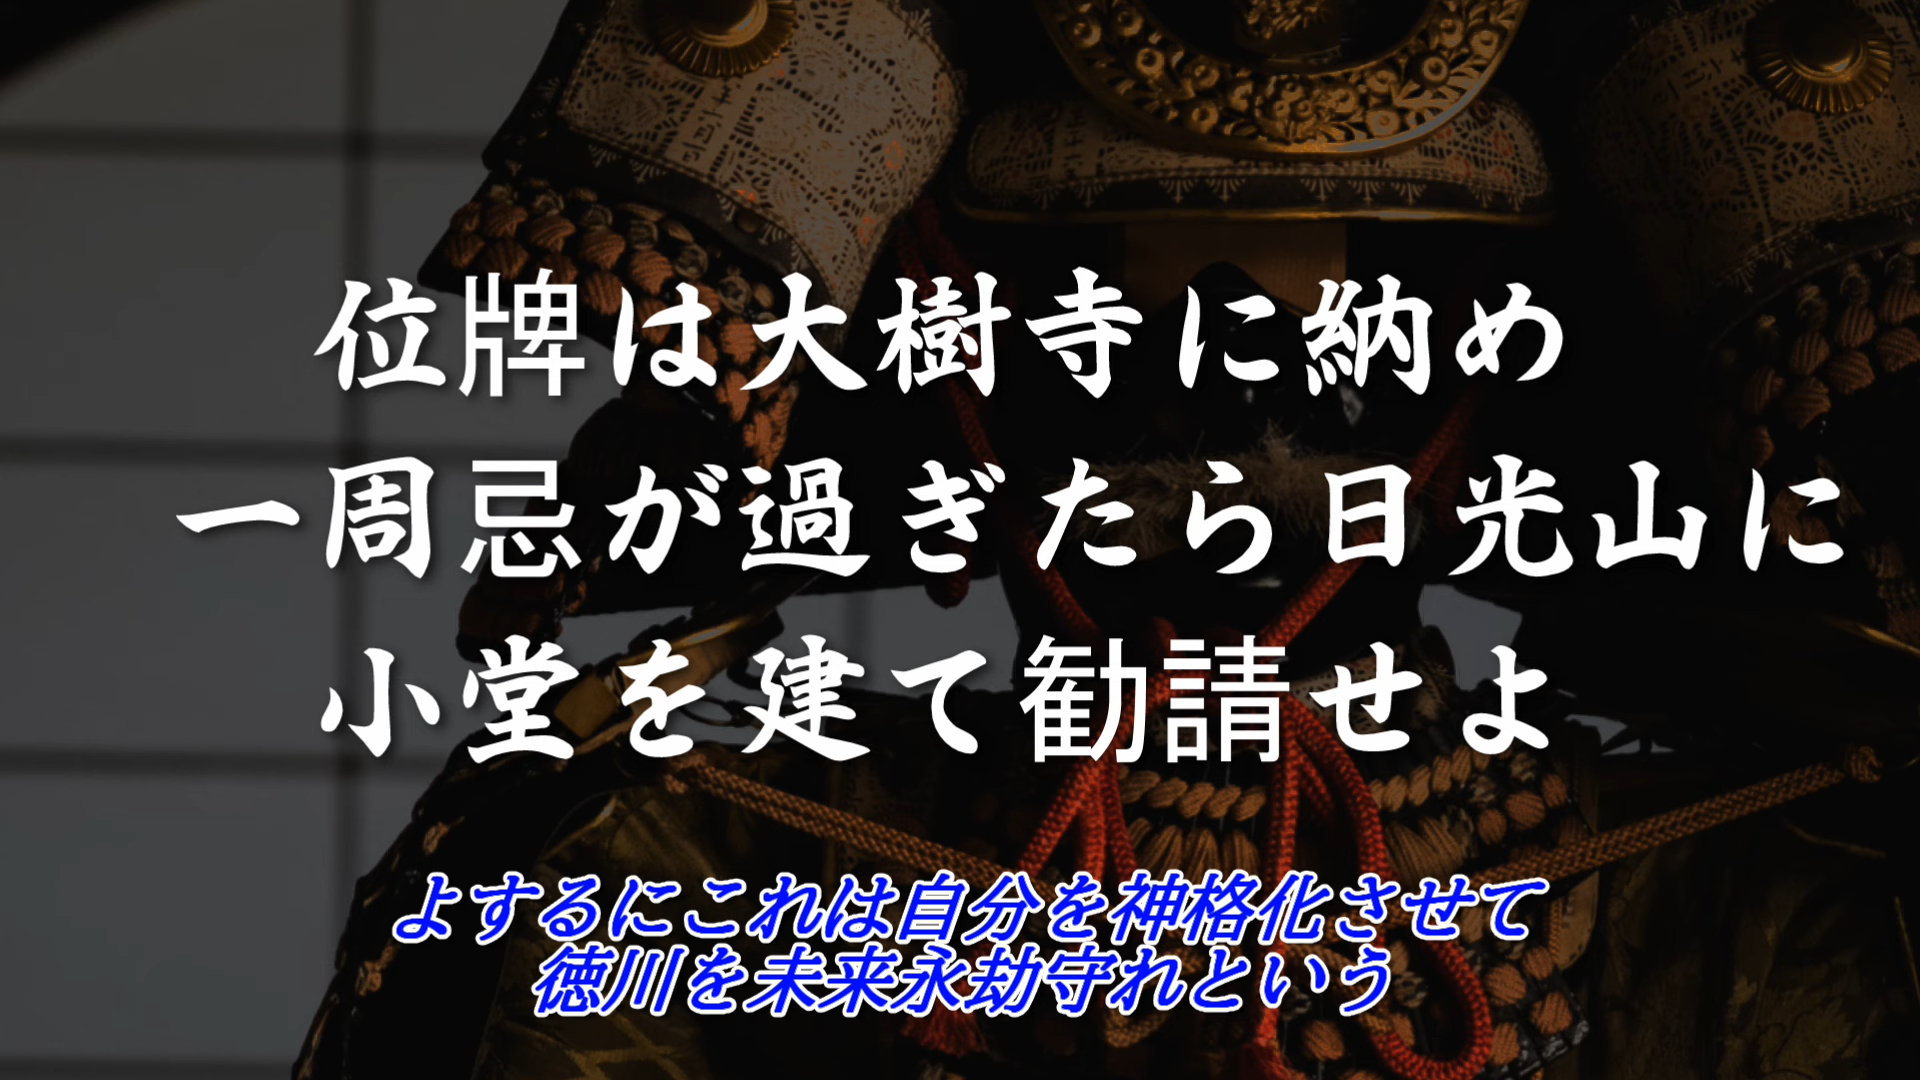 位牌は大樹寺に納め
一周忌が過ぎたら日光山に
小堂を建て勧請せよ
よするにこれは自分を神格化させて
徳川を未来永劫守れという